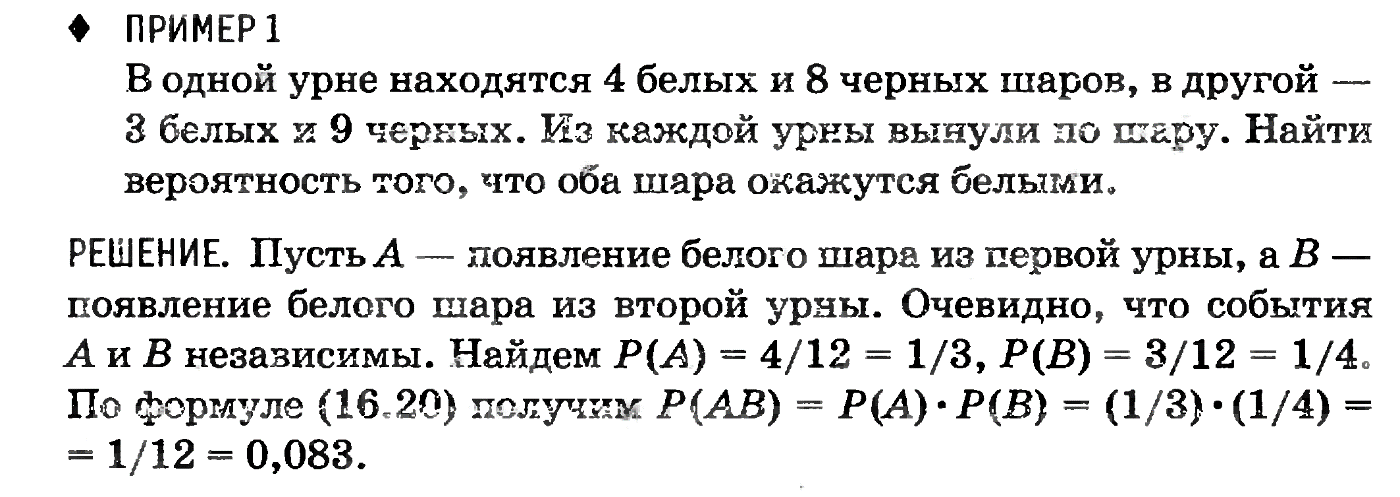 ♦ ПРИМЕР 1
В одной урне находятся 4 белых и 8 черных шаров, в другой —
3 белых и 9 черных. Из каждой урны вынули по шару. Найти
вероятность того, что оба шара окажутся белыми.
РЕШЕНИЕ. Пусть A — появление белого шара из первой урны, а B —
появление белого шара из второй урны. Очевидно, что события
A и B независимы. Найдем P(A) = 4/12 = 1/3, P(B) = 3/12 = 1/4.
По формуле (16.20) получим P(AB) = P(A)·P(B) = (1/3)·(1/4) =
= 1/12 = 0,083.